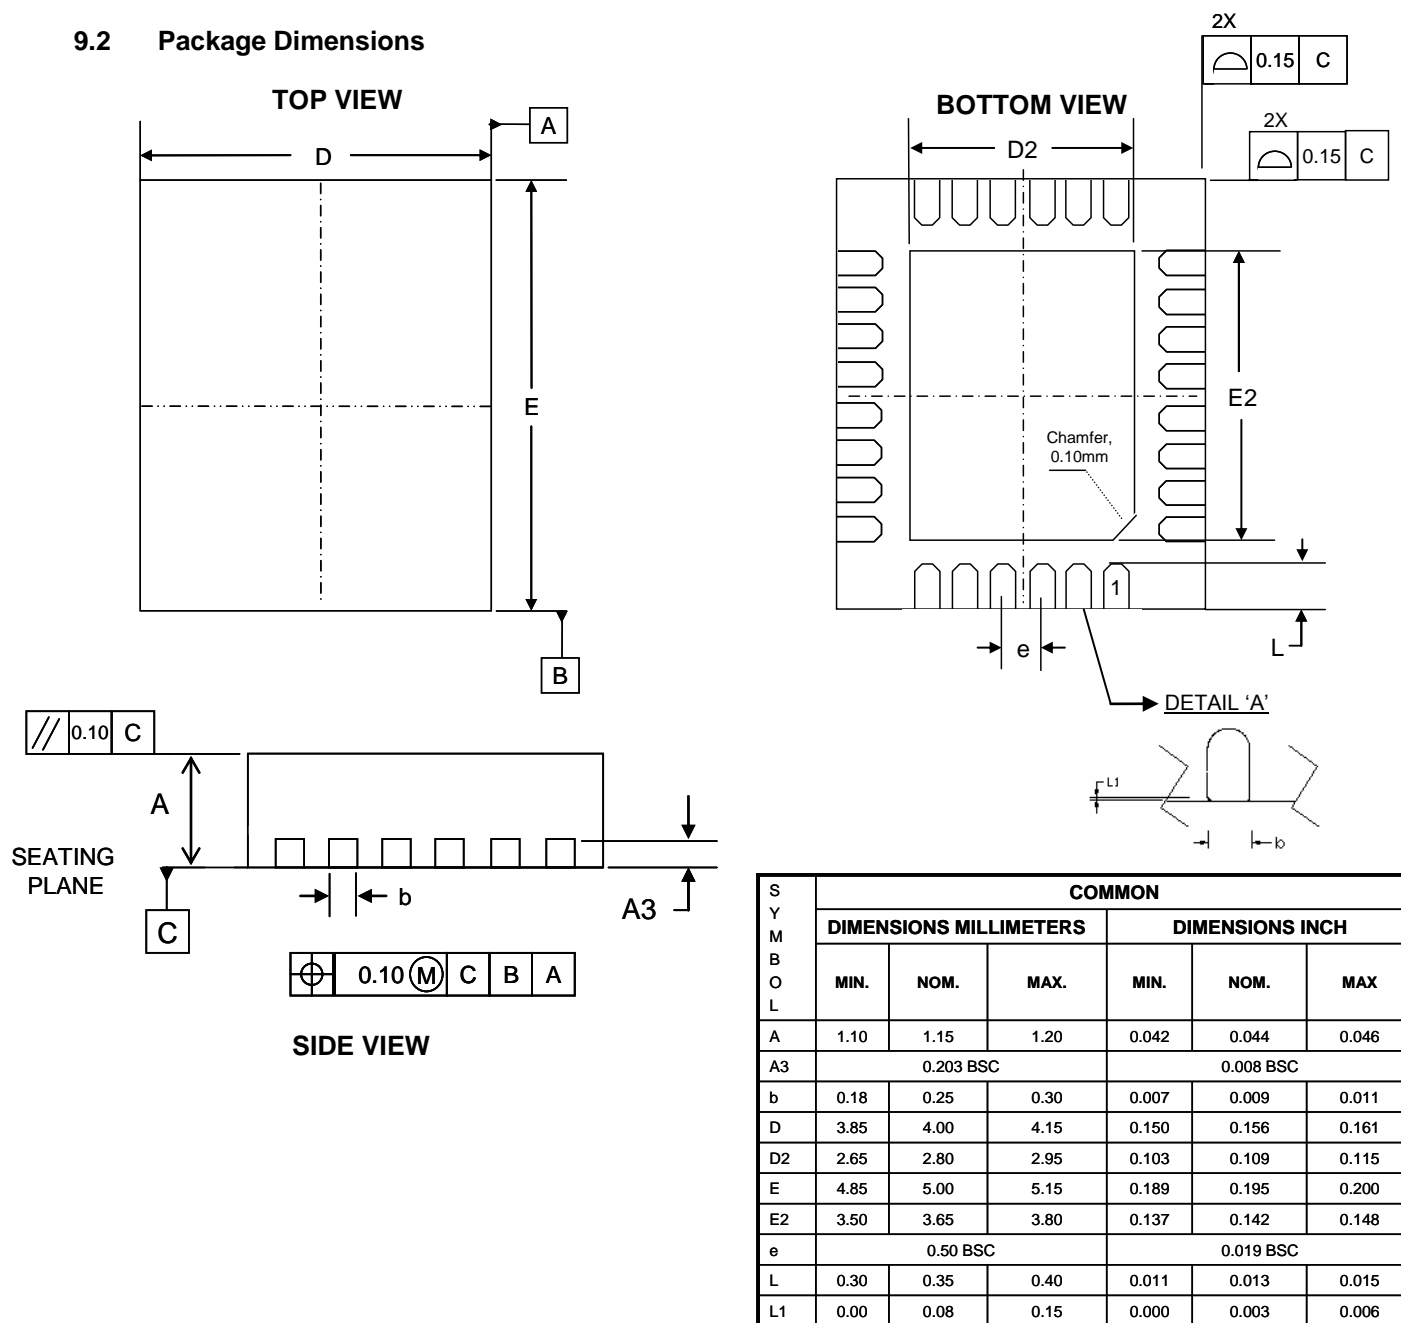 9.2 Package Dimensions
TOP VIEW
A
D
E
B
BOTTOM VIEW
2X
0.15 C
2X
0.15 C
D2
E2
Chamfer,
0.10mm
1
e
L
DETAIL ‘A’
L1
b
// 0.10 C
A
SEATING
PLANE
C
b
A3
0.10 M C B A
SIDE VIEW
SYMBOL COMMON
DIMENSIONS MILLIMETERS DIMENSIONS INCH
MIN. NOM. MAX. MIN. NOM. MAX
A 1.10 1.15 1.20 0.042 0.044 0.046
A3 0.203 BSC 0.008 BSC
b 0.18 0.25 0.30 0.007 0.009 0.011
D 3.85 4.00 4.15 0.150 0.156 0.161
D2 2.65 2.80 2.95 0.103 0.109 0.115
E 4.85 5.00 5.15 0.189 0.195 0.200
E2 3.50 3.65 3.80 0.137 0.142 0.148
e 0.50 BSC 0.019 BSC
L 0.30 0.35 0.40 0.011 0.013 0.015
L1 0.00 0.08 0.15 0.000 0.003 0.006